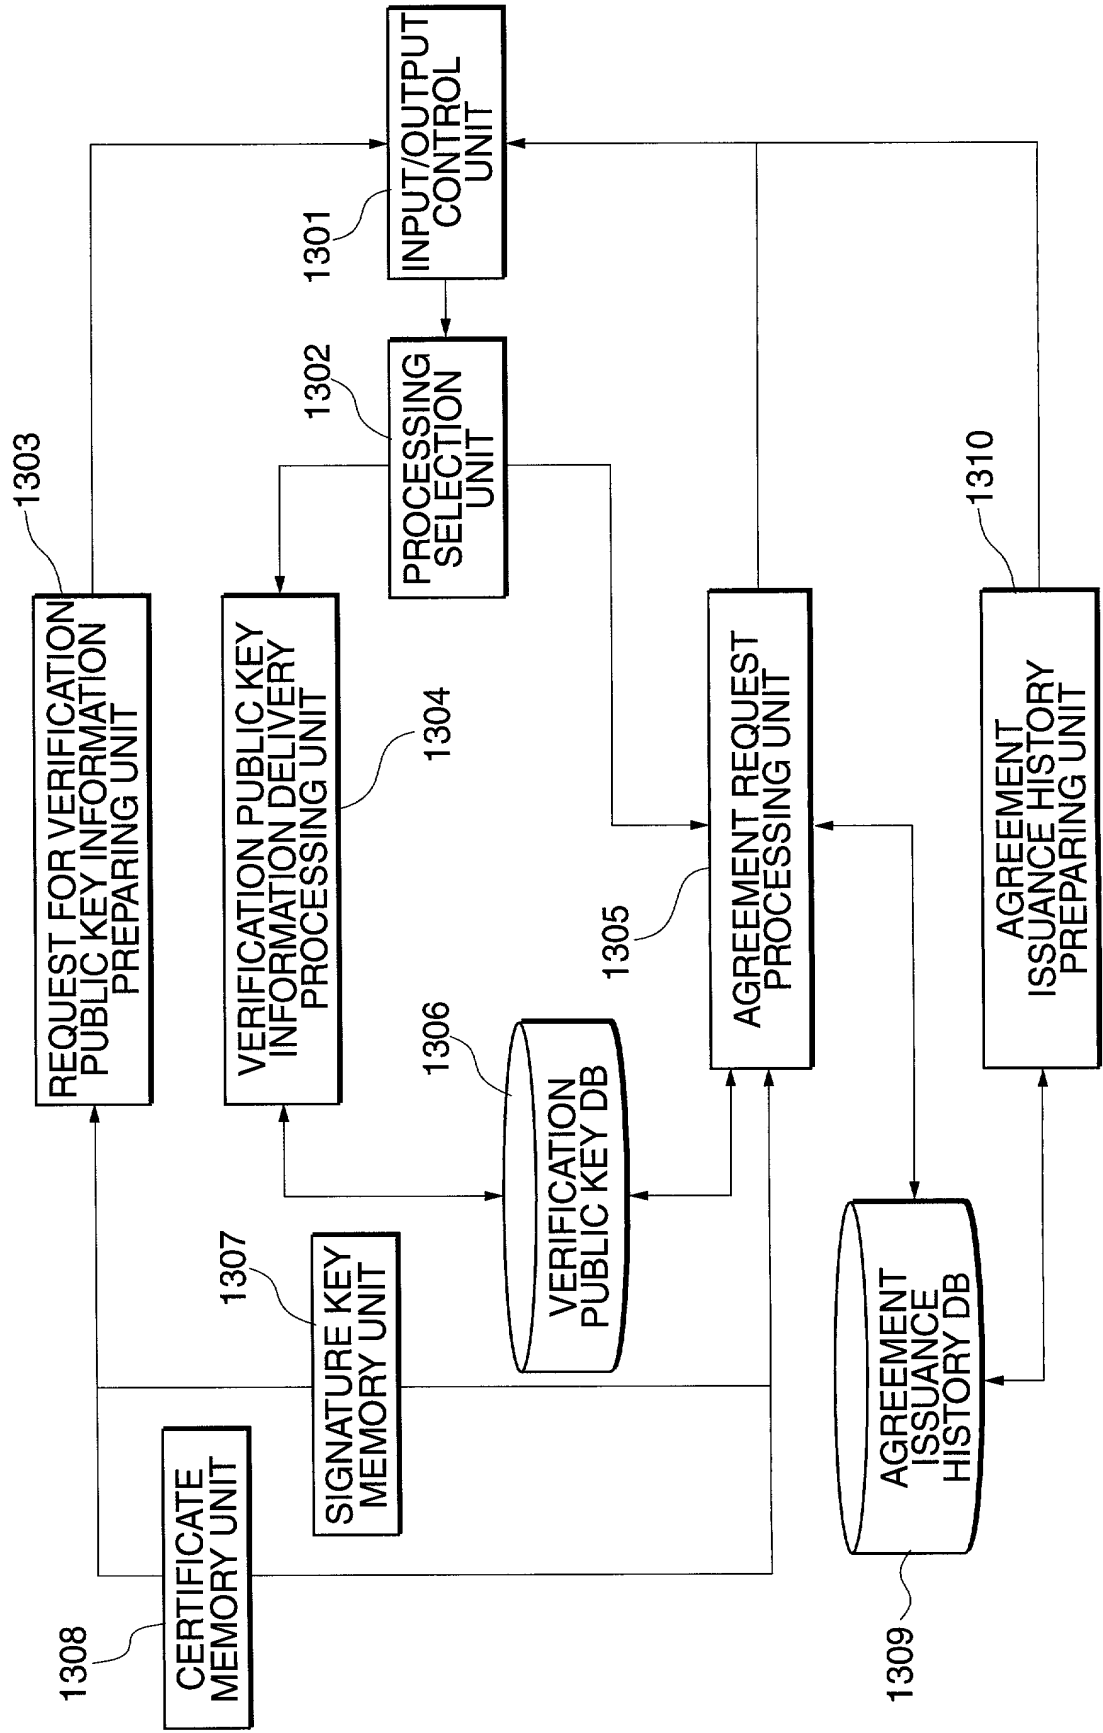 1303
REQUEST FOR VERIFICATION
PUBLIC KEY INFORMATION
PREPARING UNIT
1308
CERTIFICATE
MEMORY UNIT
1304
VERIFICATION PUBLIC KEY
INFORMATION DELIVERY
PROCESSING UNIT
1307
SIGNATURE KEY
MEMORY UNIT
1301
INPUT/OUTPUT
CONTROL
UNIT
1302
PROCESSING
SELECTION
UNIT
1306
VERIFICATION
PUBLIC KEY DB
1305
AGREEMENT REQUEST
PROCESSING UNIT
1309
AGREEMENT
ISSUANCE
HISTORY DB
1310
AGREEMENT
ISSUANCE HISTORY
PREPARING UNIT